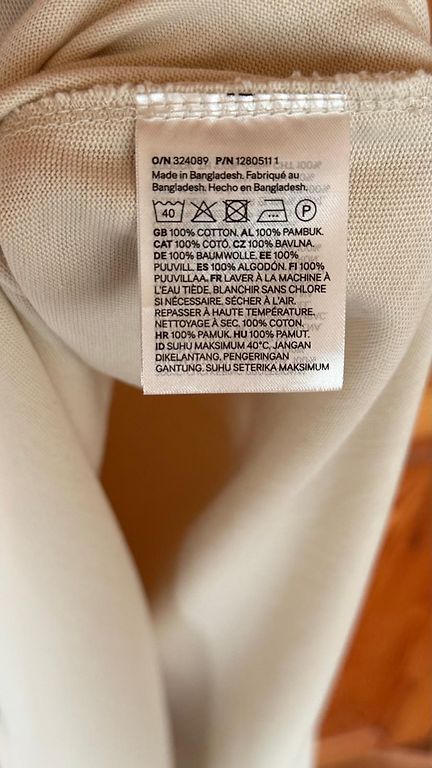 O/N 324089 P/N 12805111
Made in Bangladesh. Fabriqué au
Bangladesh. Hecho en Bangladesh.
40 P
GB 100% COTTON. AL 100% PAMBUK.
CAT 100% COTÓ. CZ 100% BAVLNA.
DE 100% BAUMWOLLE. EE 100%
PUUVILL. ES 100% ALGODÓN. FI 100%
PUUVILLAA. FR LAVER À LA MACHINE À
L'EAU TIÈDE. BLANCHIR SANS CHLORE
SI NÉCESSAIRE. SÉCHER À L'AIR.
REPASSER À HAUTE TEMPÉRATURE.
NETTOYAGE À SEC. 100% COTON.
HR 100% PAMUK. HU 100% PAMUT.
ID SUHU MAKSIMUM 40°C, JANGAN
DIKELANTANG, PENGERINGAN
GANTUNG. SUHU SETERIKA MAKSIMUM